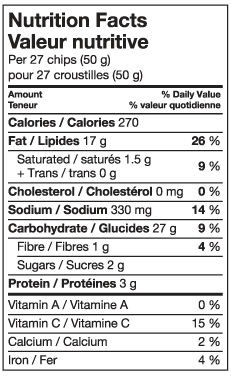 Nutrition Facts
Valeur nutritive
Per 27 chips (50 g)
pour 27 croustilles (50 g)
Amount % Daily Value
Teneur % valeur quotidienne
Calories / Calories 270
Fat / Lipides 17 g 26 %
Saturated / saturés 1.5 g
+ Trans / trans 0 g 9 %
Cholesterol / Cholestérol 0 mg 0 %
Sodium / Sodium 330 mg 14 %
Carbohydrate / Glucides 27 g 9 %
Fibre / Fibres 1 g 4 %
Sugars / Sucres 2 g
Protein / Protéines 3 g
Vitamin A / Vitamine A 0 %
Vitamin C / Vitamine C 15 %
Calcium / Calcium 2 %
Iron / Fer 4 %